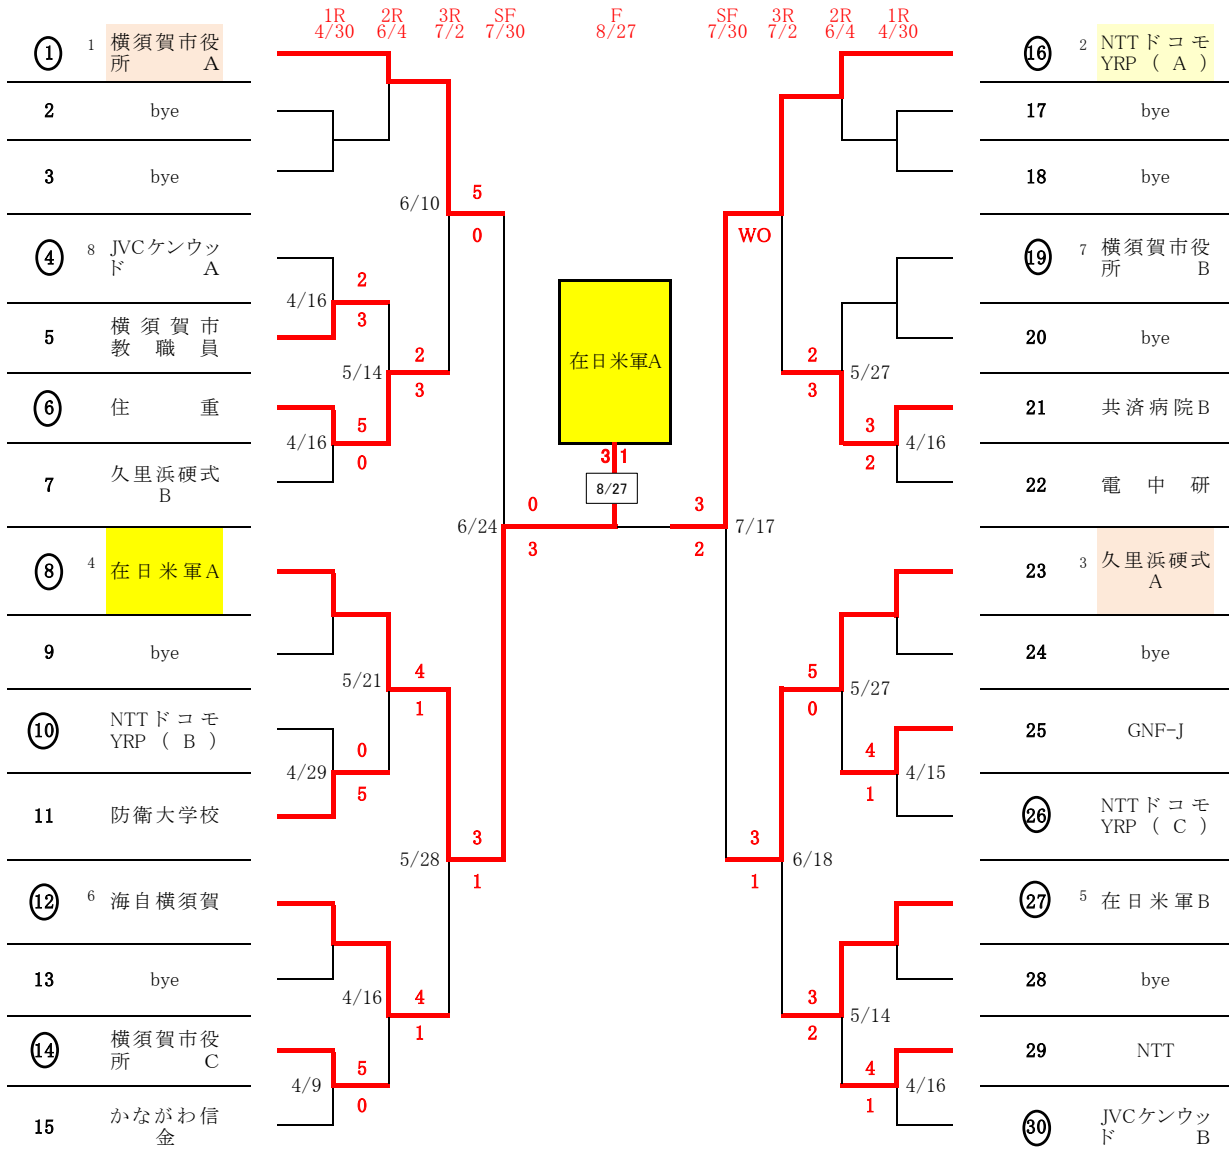 1R 2R 3R SF F SF 3R 2R 1R
4/30 6/4 7/2 7/30 8/27 7/30 7/2 6/4 4/30
1 1 横須賀市役
所 A
2 bye
3 bye
4 8 JVCケンウッ
ド A
5 横須賀市
教職員
6 住重
7 久里浜硬式
B
8 4 在日米軍A
9 bye
10 NTTドコモ
YRP(B)
11 防衛大学校
12 6 海自横須賀
13 bye
14 横須賀市役
所 C
15 かながわ信
金
4/16
2
3
4/16
5
0
4/29
0
5
4/9
5
0
5/14
2
3
5/21
4
1
4/16
4
1
6/10
5
0
5/28
3
1
6/24
0
3
在日米軍A
3 1
8/27
3
2
7/17
WO
3
1
6/18
2
3
5/27
5
0
5/27
3
2
5/14
3
2
4/16
4
1
4/15
4
1
4/16
16 2 NTTドコモ
YRP(A)
17 bye
18 bye
19 7 横須賀市役
所 B
20 bye
21 共済病院B
22 電中研
23 3 久里浜硬式
A
24 bye
25 GNF-J
26 NTTドコモ
YRP(C)
27 5 在日米軍B
28 bye
29 NTT
30 JVCケンウッ
ド B